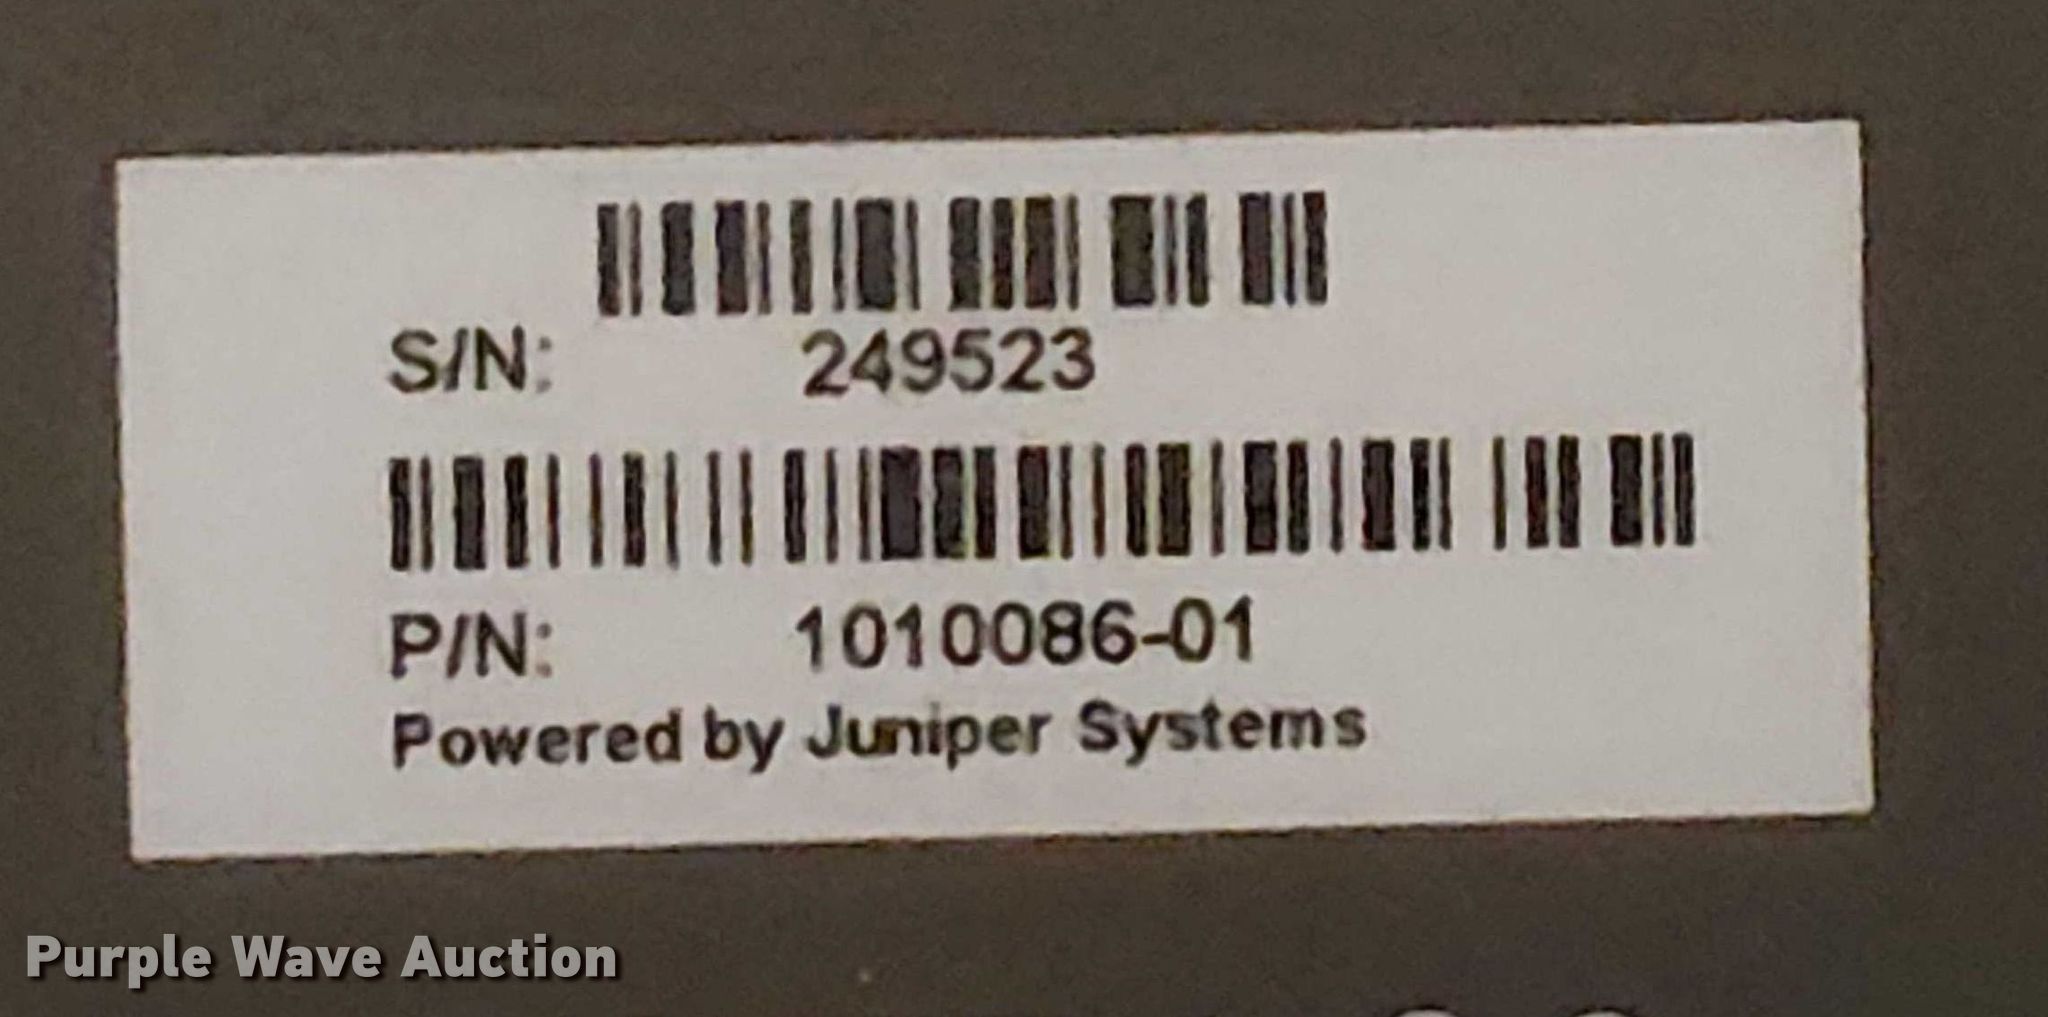 S/N: 249523
P/N: 1010086-01
Powered by Juniper Systems
Purple Wave Auction